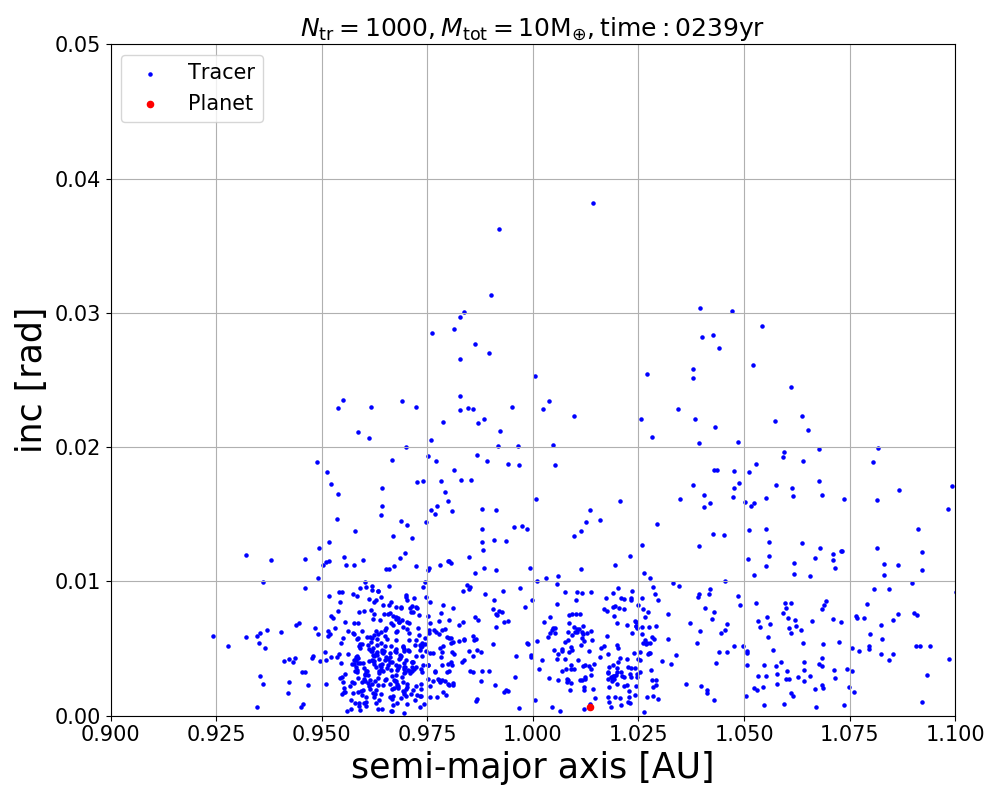 N_tr = 1000, M_tot = 10M_⊕, time : 0239yr
Tracer
Planet
0.05
0.04
0.03
0.02
0.01
0.00
inc [rad]
0.900 0.925 0.950 0.975 1.000 1.025 1.050 1.075 1.100
semi-major axis [AU]